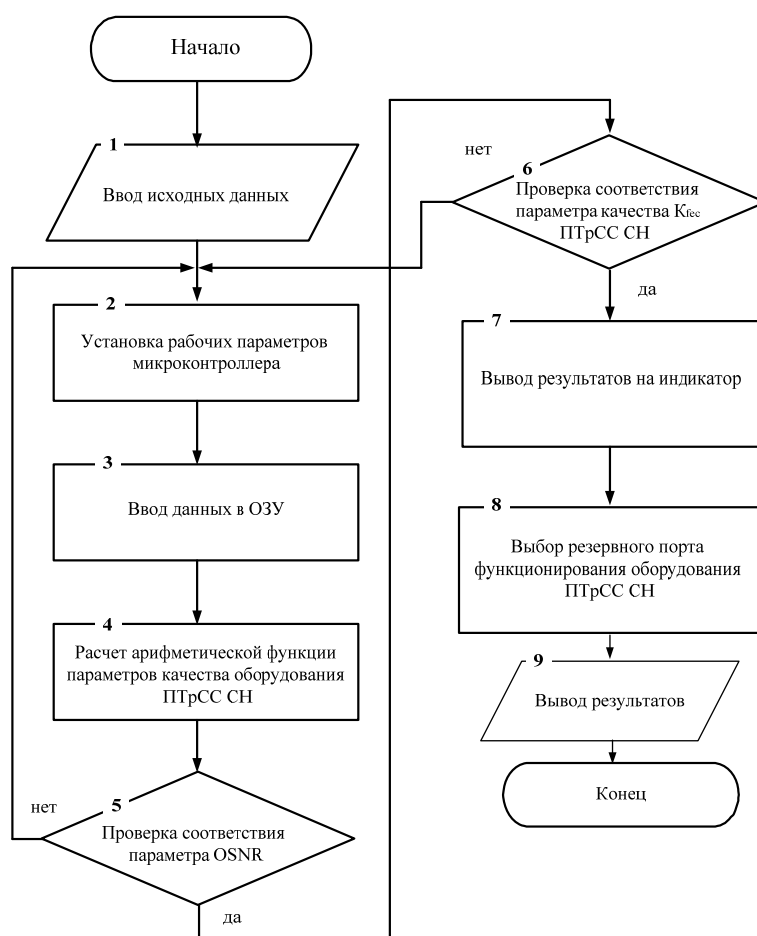 Начало
1
Ввод исходных данных
2
Установка рабочих параметров
микроконтроллера
3
Ввод данных в ОЗУ
4
Расчет арифметической функции
параметров качества оборудования
ПТрСС СН
нет
5
Проверка соответствия
параметра OSNR
да
нет
6
Проверка соответствия
параметра качества Kfec
ПТрСС СН
да
7
Вывод результатов на индикатор
8
Выбор резервного порта
функционирования оборудования
ПТрСС СН
9
Вывод результатов
Конец